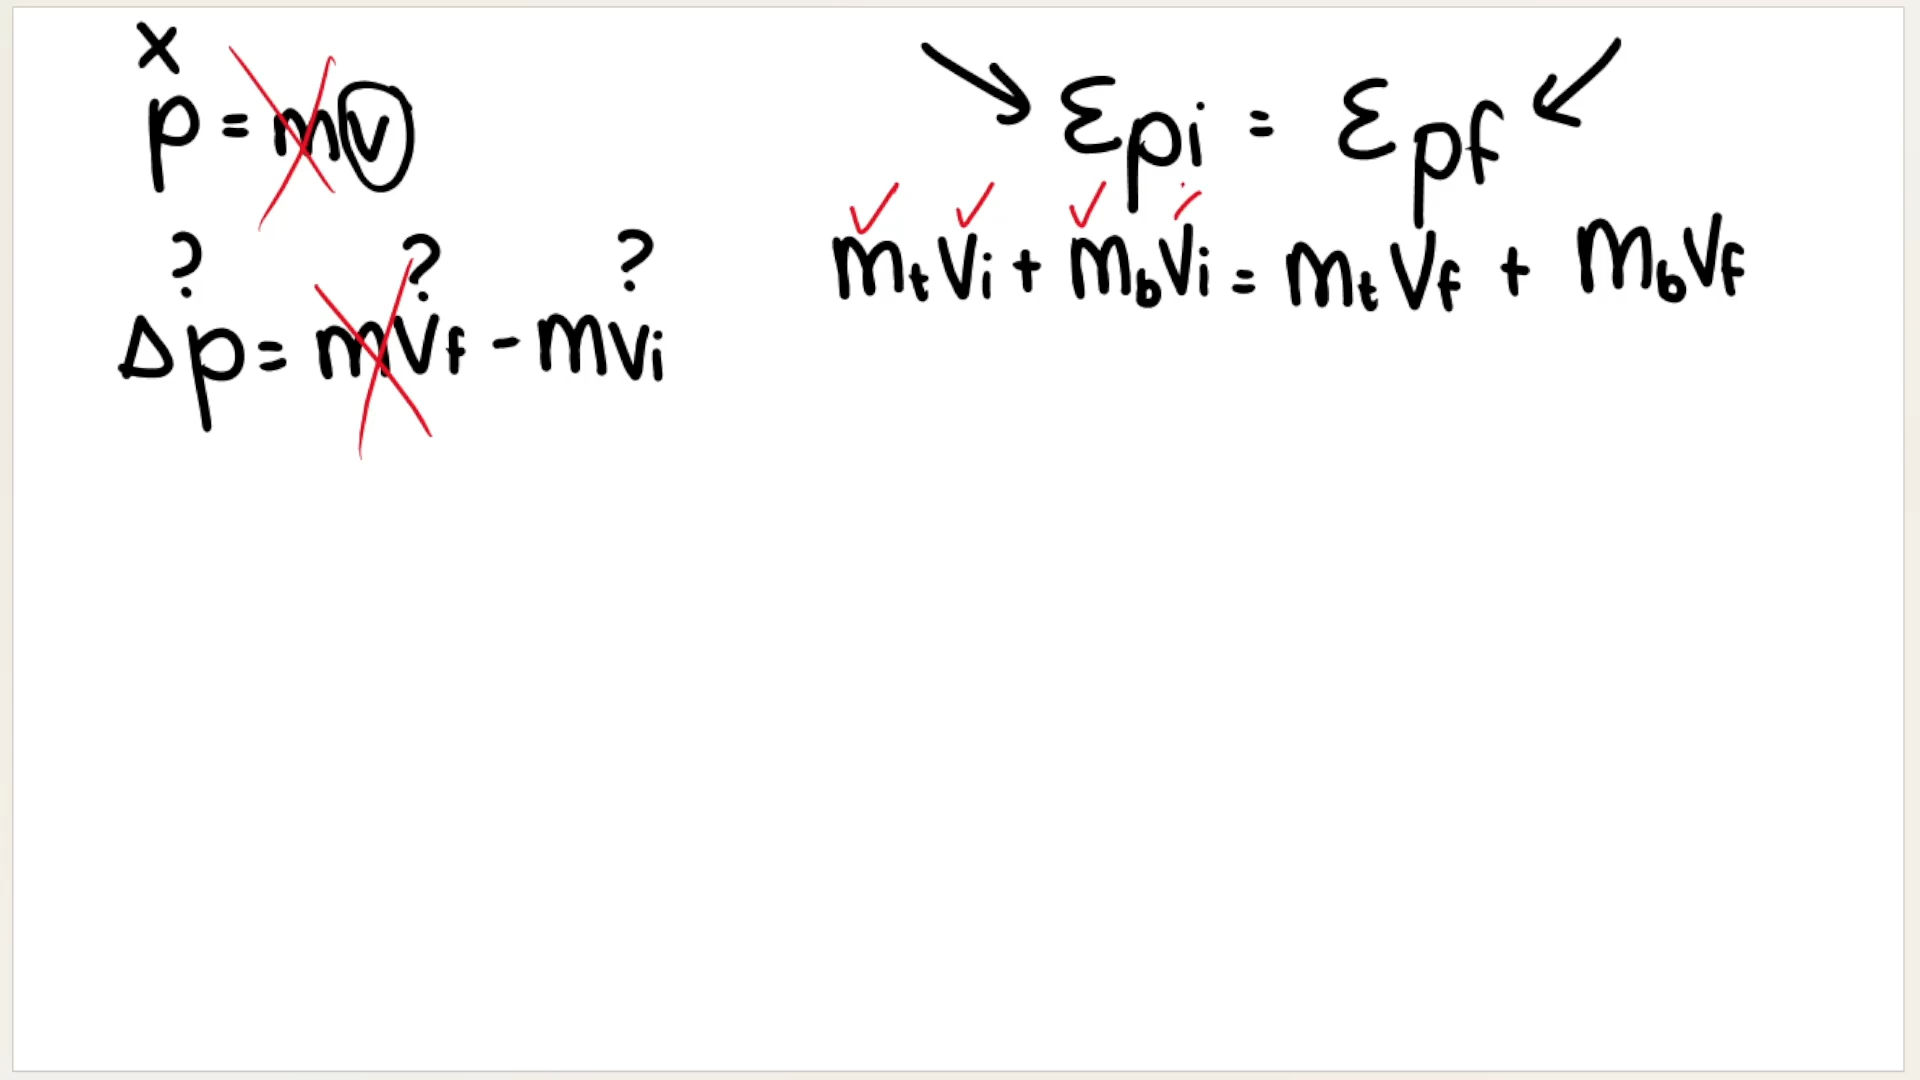 x
p = mv
? ? ?
Δp = mvf - mvi
Σpi = Σpf
✓ ✓ ✓ ✓
mtvi + mbvi = mtvf + mbvf